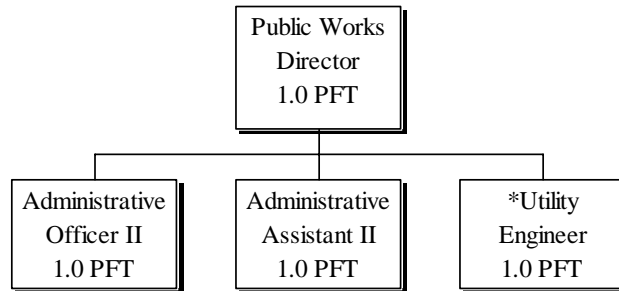 Public Works
Director
1.0 PFT
Administrative
Officer II
1.0 PFT
Administrative
Assistant II
1.0 PFT
*Utility
Engineer
1.0 PFT